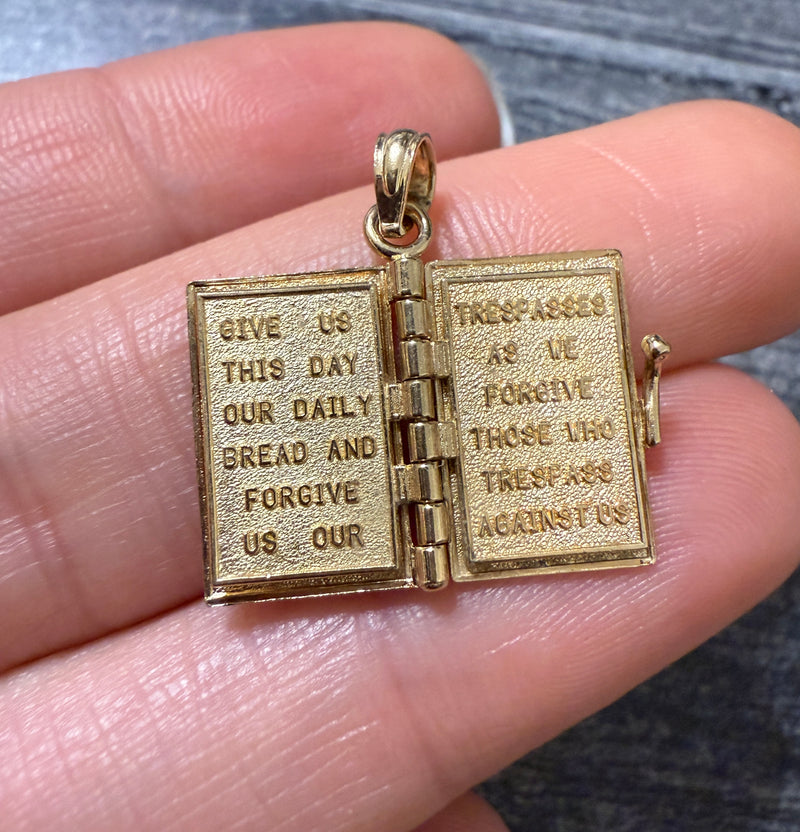 GIVE US
THIS DAY
OUR DAILY
BREAD AND
FORGIVE
US OUR
TRESPASSES
AS WE
FORGIVE
THOSE WHO
TRESPASS
AGAINST US